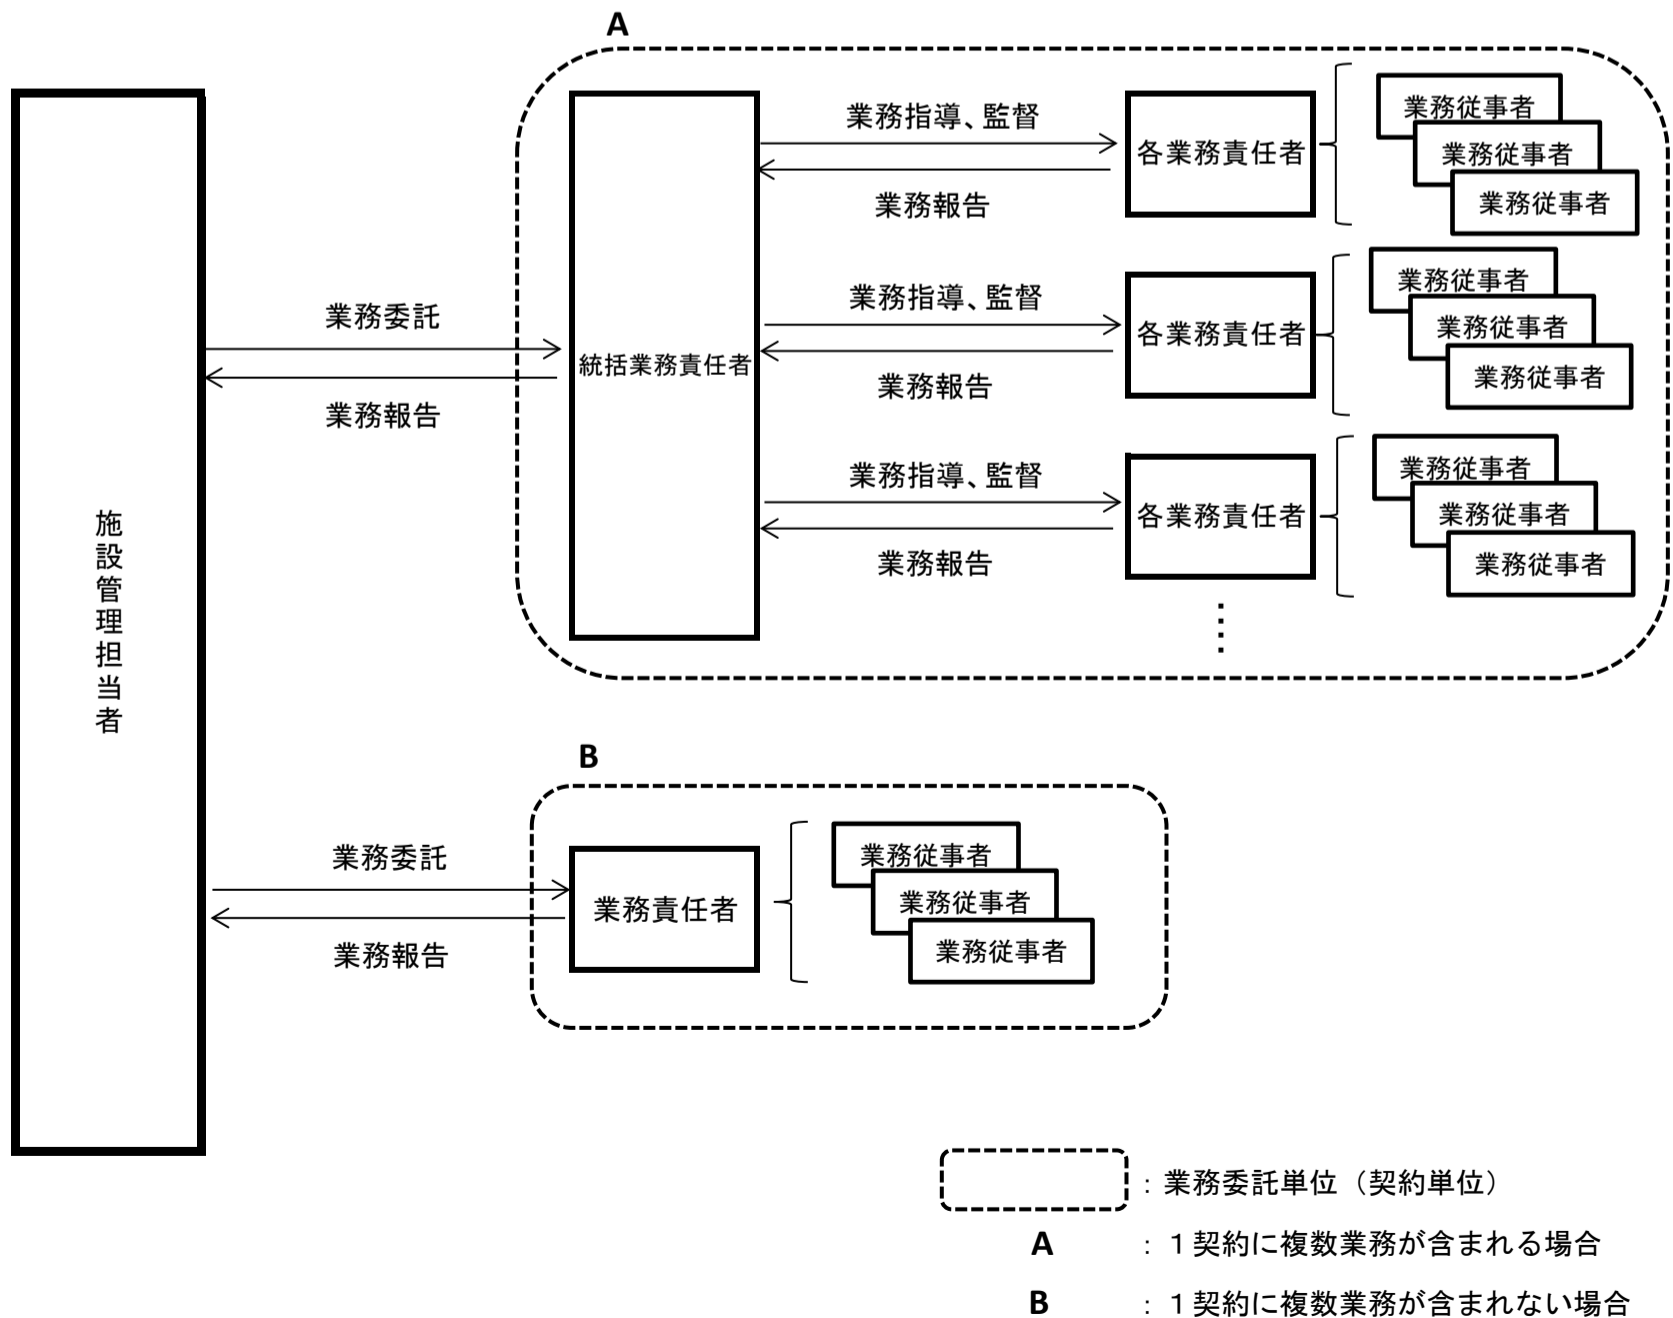 A
業務指導、監督
業務報告
各業務責任者
業務従事者
業務従事者
業務従事者
業務指導、監督
業務報告
各業務責任者
業務従事者
業務従事者
業務従事者
業務指導、監督
業務報告
各業務責任者
業務従事者
業務従事者
業務従事者
統括業務責任者
業務委託
業務報告
施設管理担当者
B
業務委託
業務報告
業務責任者
業務従事者
業務従事者
業務従事者
：業務委託単位（契約単位）
A ：１契約に複数業務が含まれる場合
B ：１契約に複数業務が含まれない場合